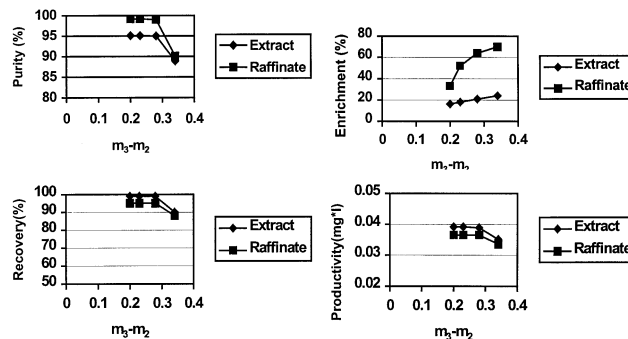 Purity (%)
100
95
90
85
80
0
0.1
0.2
0.3
0.4
m3-m2
Extract
Raffinate
Enrichment (%)
80
60
40
20
0
0
0.1
0.2
0.3
0.4
m3-m2
Extract
Raffinate
Recovery(%)
100
90
80
70
60
50
0
0.1
0.2
0.3
0.4
m3-m2
Extract
Raffinate
Productivity(mg*l)
0.05
0.04
0.03
0.02
0
0.1
0.2
0.3
0.4
m3-m2
Extract
Raffinate